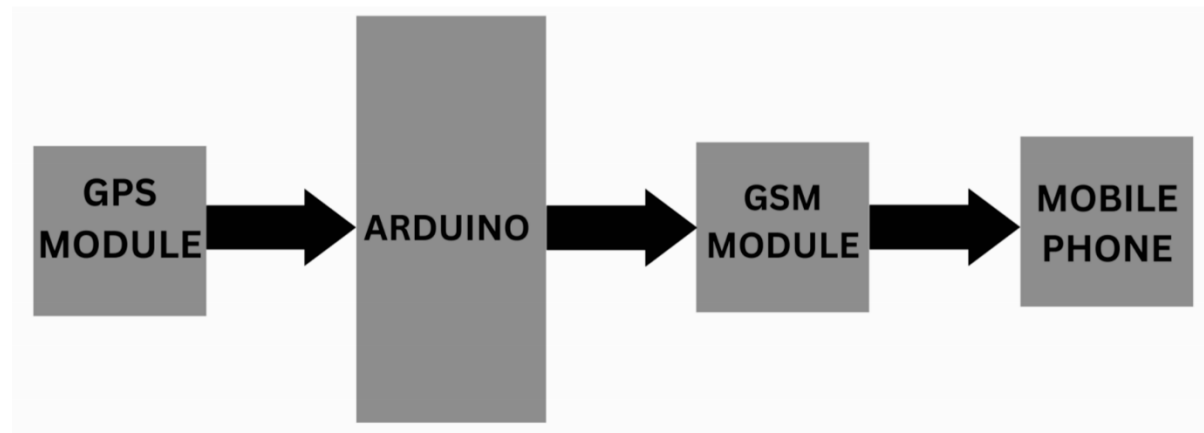 GPS
MODULE
ARDUINO
GSM
MODULE
MOBILE
PHONE